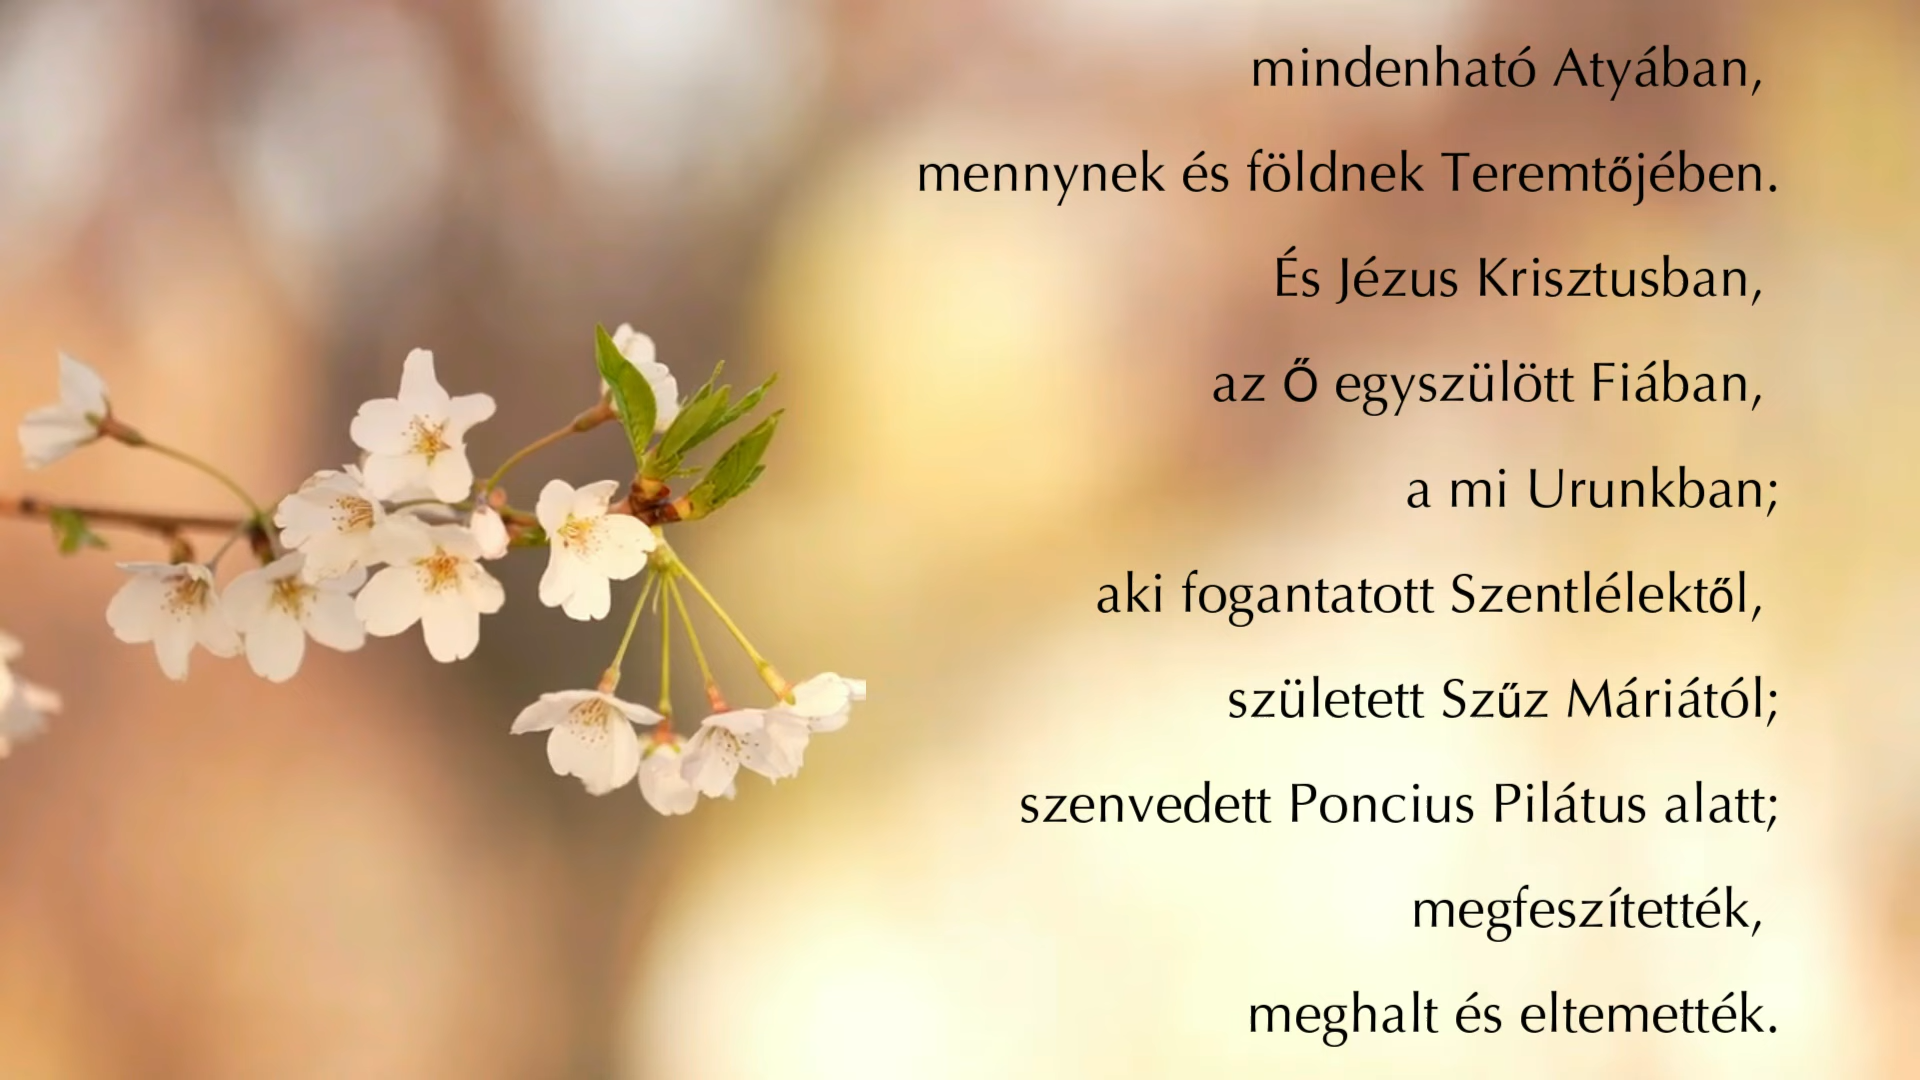 mindenható Atyában,
mennynek és földnek Teremtőjében.
És Jézus Krisztusban,
az Ő egyszülött Fiában,
a mi Urunkban;
aki fogantatott Szentlélektől,
született Szűz Máriától;
szenvedett Poncius Pilátus alatt;
megfeszítették,
meghalt és eltemették.